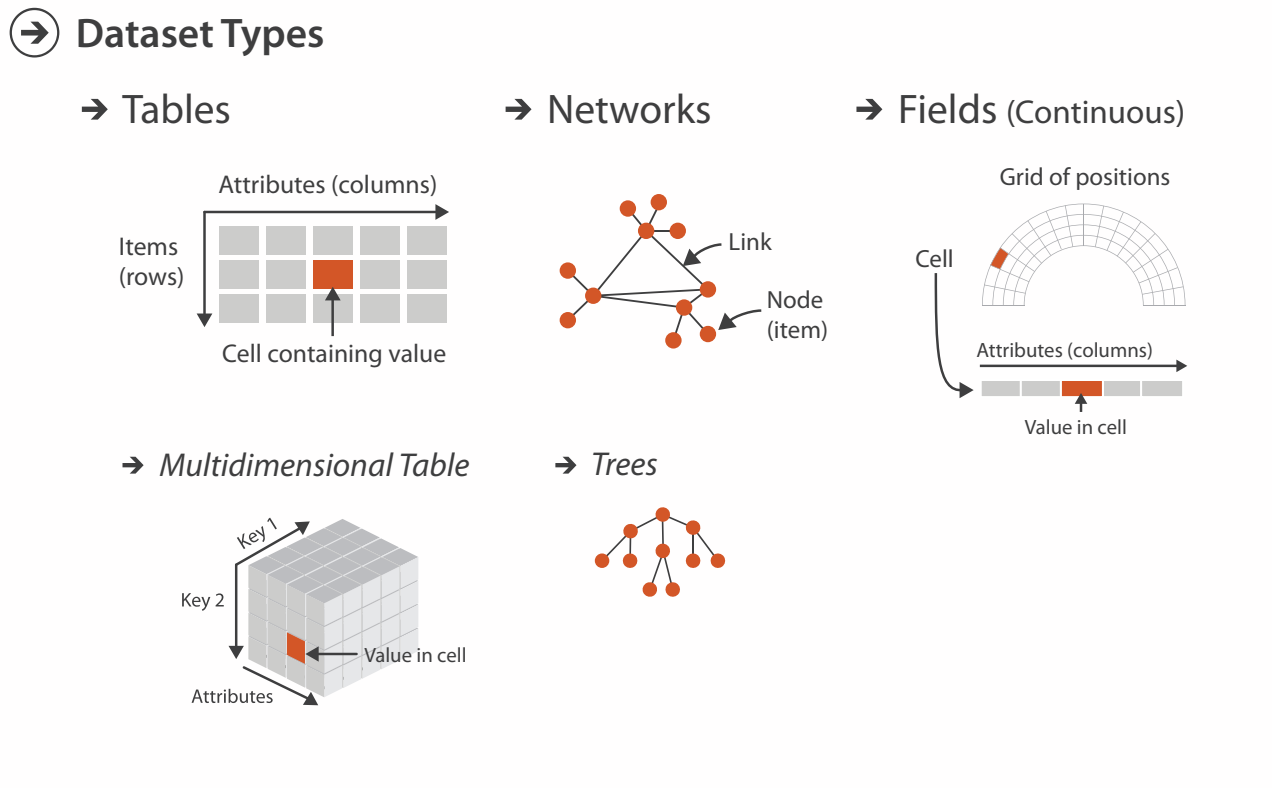 Dataset Types
Tables
Attributes (columns)
Items
(rows)
Cell containing value
Networks
Link
Node
(item)
Fields (Continuous)
Grid of positions
Cell
Attributes (columns)
Value in cell
Multidimensional Table
Key 1
Key 2
Value in cell
Attributes
Trees